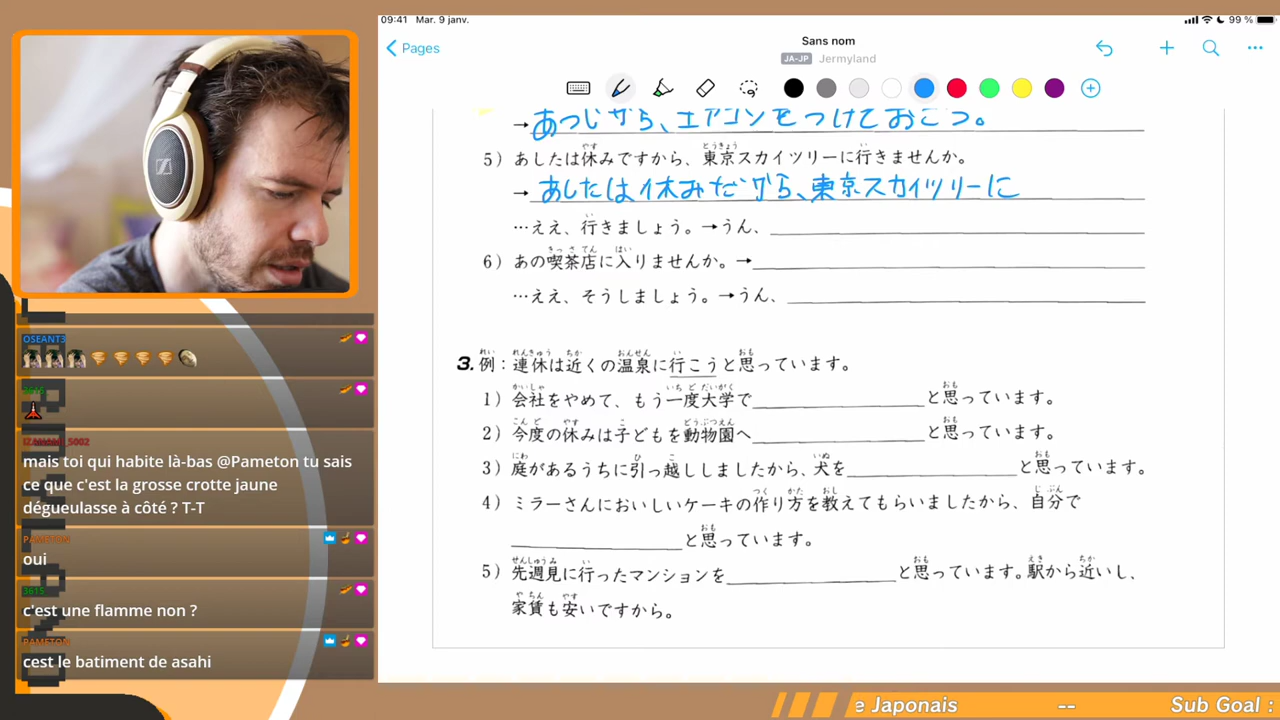 09:41 Mar. 9 janv.
99 %
Pages
Sans nom
JA-JP Jermyland
→あついから、エアコンをつけておこう。
5）あしたは休みですから、東京スカイツリーに行きませんか。
→あしたは休みだから、東京スカイツリーに
…ええ、行きましょう。→うん、
6）あの喫茶店に入りませんか。→
…ええ、そうしましょう。→うん、
3. 例：連休は近くの温泉に行こうと思っています。
1）会社をやめて、もう一度大学で と思っています。
2）今度の休みは子どもを動物園へ と思っています。
3）庭があるうちに引っ越ししましたから、犬を と思っています。
4）ミラーさんにおいしいケーキの作り方を教えてもらいましたから、自分で
と思っています。
5）先週見に行ったマンションを と思っています。駅から近いし、
家賃も安いですから。
OSEANT3
3615
IZANAMI_5002
mais toi qui habite là-bas @Pameton tu sais
ce que c'est la grosse crotte jaune
dégueulasse à côté ? T-T
PAMETON
oui
3615
c'est une flamme non ?
PAMETON
cest le batiment de asahi
e Japonais -- Sub Goal :